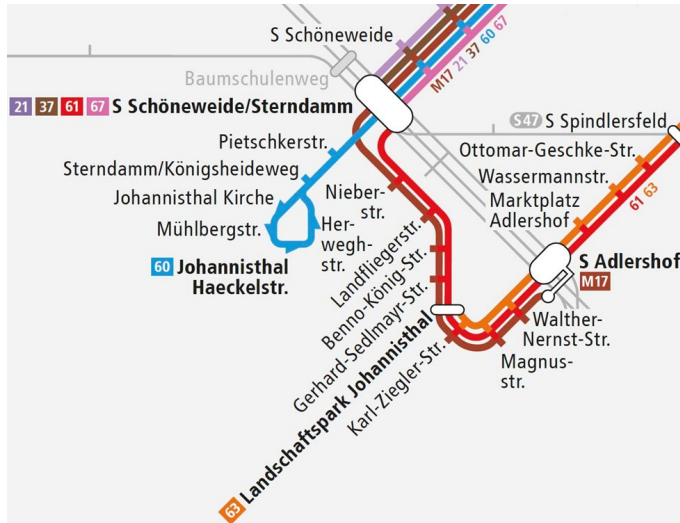 S Schöneweide
Baumschulenweg
21 37 61 67 S Schöneweide/Sterndamm
M17 21 37 60 67
S47 S Spindlersfeld
Pietschkerstr.
Sterndamm/Königsheideweg
Johannisthal Kirche
Mühlbergstr.
Her-
wegh-
str.
60 Johannisthal
Haeckelstr.
Nieber-
str.
Landfliegerstr.
Benno-König-Str.
Gerhard-Sedlmayr-Str.
63 Landschaftspark Johannisthal
Karl-Ziegler-Str.
Magnus-
str.
Walther-
Nernst-Str.
S Adlershof
M17
Marktplatz
Adlershof
Wassermannstr.
Ottomar-Geschke-Str.
61 63